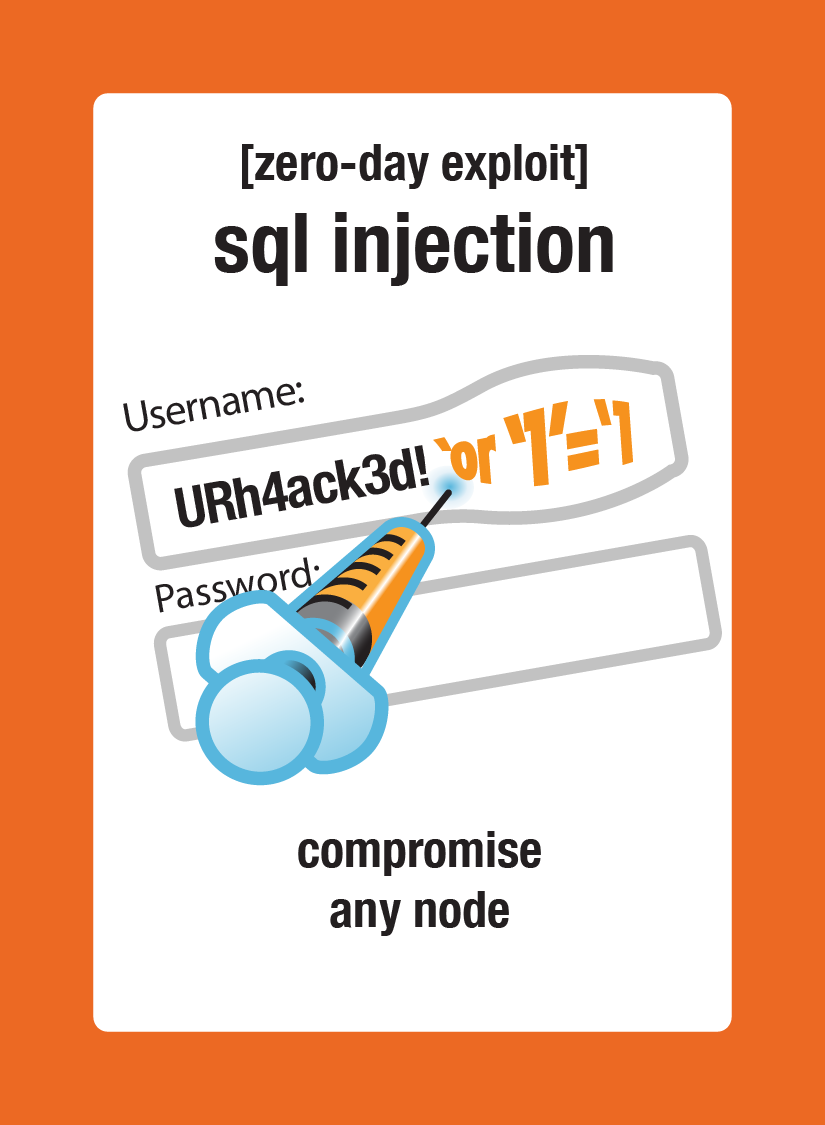 [zero-day exploit]
sql injection
Username:
URh4ack3d! `or '1'='1
Password:
compromise
any node